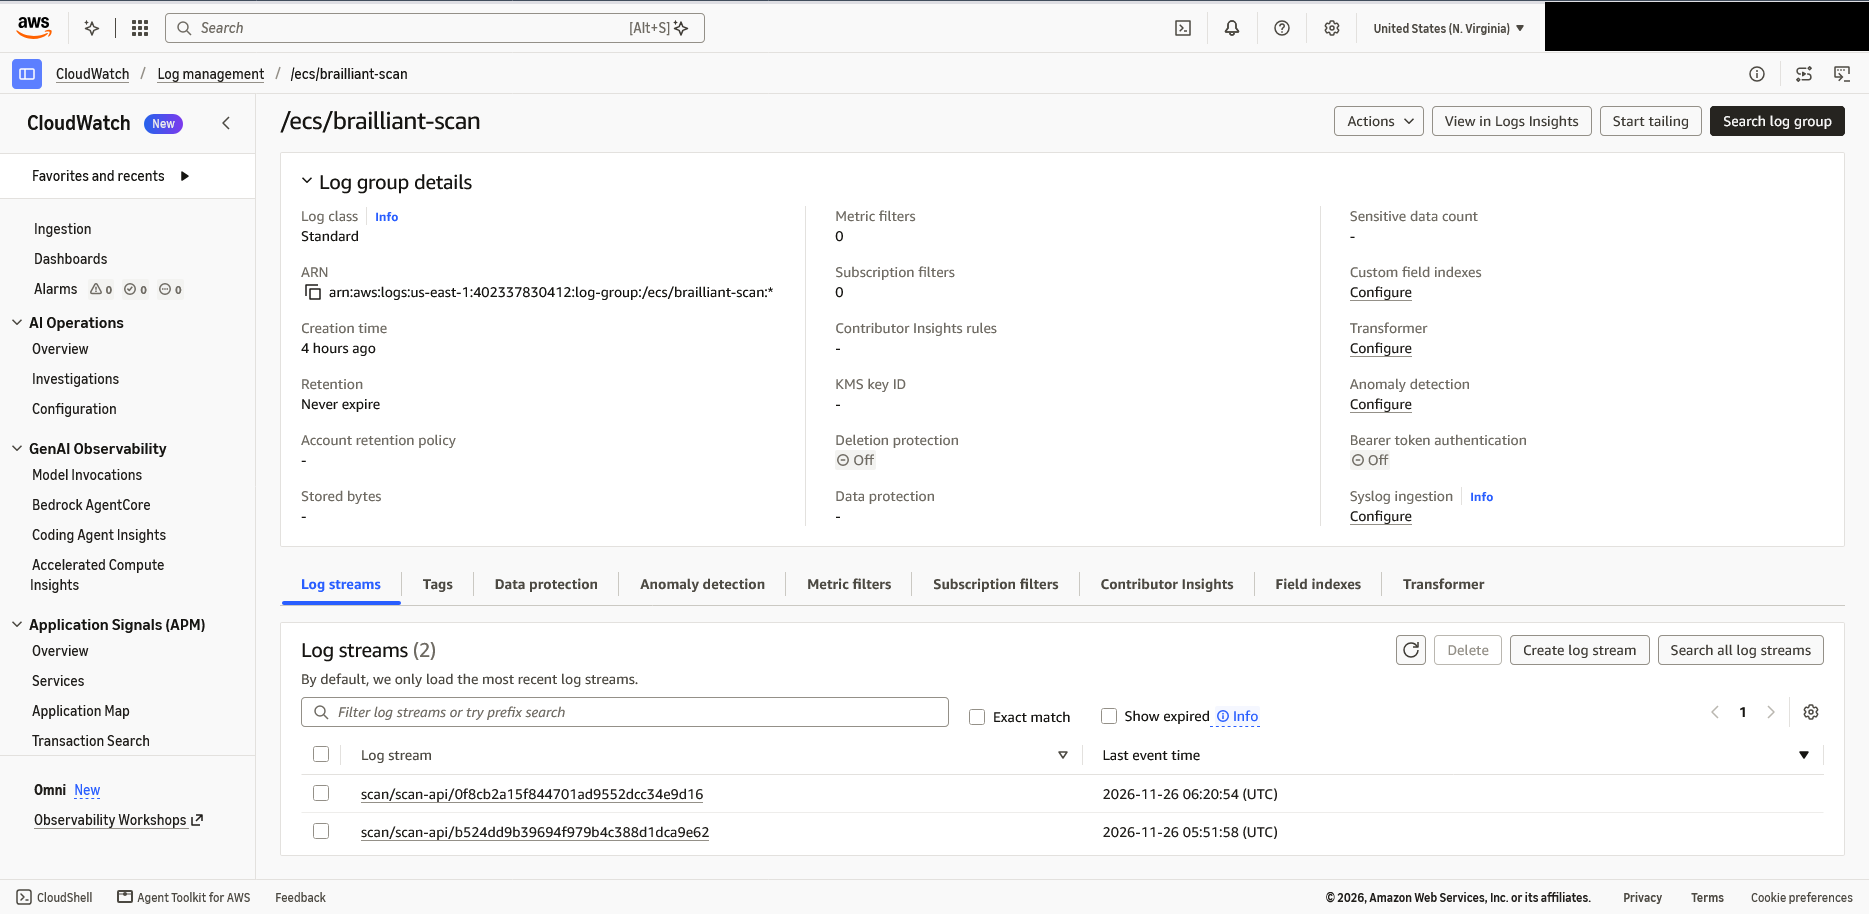 aws
Search [Alt+S]
United States (N. Virginia)
CloudWatch / Log management / /ecs/brailliant-scan
CloudWatch New
Favorites and recents
Ingestion
Dashboards
Alarms 0 0 0
AI Operations
Overview
Investigations
Configuration
GenAI Observability
Model Invocations
Bedrock AgentCore
Coding Agent Insights
Accelerated Compute
Insights
Application Signals (APM)
Overview
Services
Application Map
Transaction Search
Omni New
Observability Workshops
/ecs/brailliant-scan
Actions View in Logs Insights Start tailing Search log group
Log group details
Log class Info
Standard
ARN
arn:aws:logs:us-east-1:402337830412:log-group:/ecs/brailliant-scan:*
Creation time
4 hours ago
Retention
Never expire
Account retention policy
-
Stored bytes
-
Metric filters
0
Subscription filters
0
Contributor Insights rules
-
KMS key ID
-
Deletion protection
Off
Data protection
-
Sensitive data count
-
Custom field indexes
Configure
Transformer
Configure
Anomaly detection
Configure
Bearer token authentication
Off
Syslog ingestion Info
Configure
Log streams Tags Data protection Anomaly detection Metric filters Subscription filters Contributor Insights Field indexes Transformer
Log streams (2)
Delete Create log stream Search all log streams
By default, we only load the most recent log streams.
Filter log streams or try prefix search
Exact match Show expired Info
1
Log stream Last event time
scan/scan-api/0f8cb2a15f844701ad9552dcc34e9d16 2026-11-26 06:20:54 (UTC)
scan/scan-api/b524dd9b39694f979b4c388d1dca9e62 2026-11-26 05:51:58 (UTC)
CloudShell Agent Toolkit for AWS Feedback
© 2026, Amazon Web Services, Inc. or its affiliates. Privacy Terms Cookie preferences